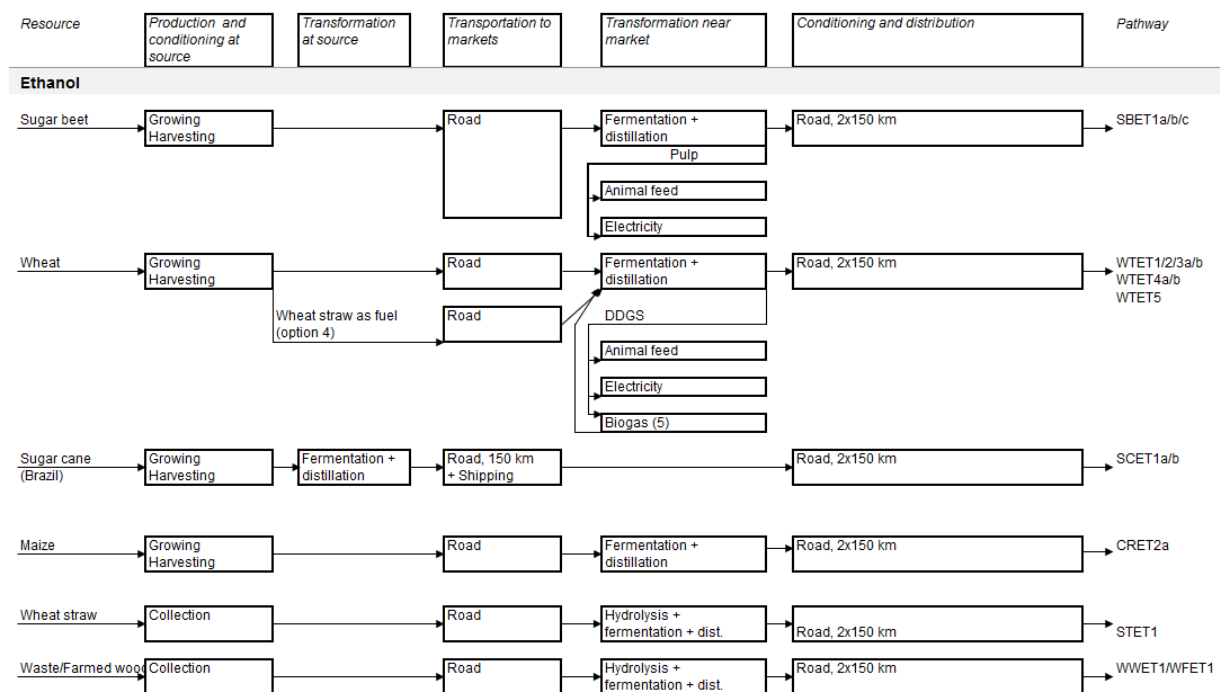 Resource
Production and
conditioning at
source
Transformation
at source
Transportation to
markets
Transformation near
market
Conditioning and distribution
Pathway
Ethanol
Sugar beet
Growing
Harvesting
Road
Fermentation +
distillation
Road, 2x150 km
SBET1a/b/c
Pulp
Animal feed
Electricity
Wheat
Growing
Harvesting
Road
Fermentation +
distillation
Road, 2x150 km
WTET1/2/3a/b
WTET4a/b
WTET5
Wheat straw as fuel
(option 4)
Road
DDGS
Animal feed
Electricity
Biogas (5)
Sugar cane
(Brazil)
Growing
Harvesting
Fermentation +
distillation
Road, 150 km
+ Shipping
Road, 2x150 km
SCET1a/b
Maize
Growing
Harvesting
Road
Fermentation +
distillation
Road, 2x150 km
CRET2a
Wheat straw
Collection
Road
Hydrolysis +
fermentation + dist.
Road, 2x150 km
STET1
Waste/Farmed wood
Collection
Road
Hydrolysis +
fermentation + dist.
Road, 2x150 km
WWET1/WFET1